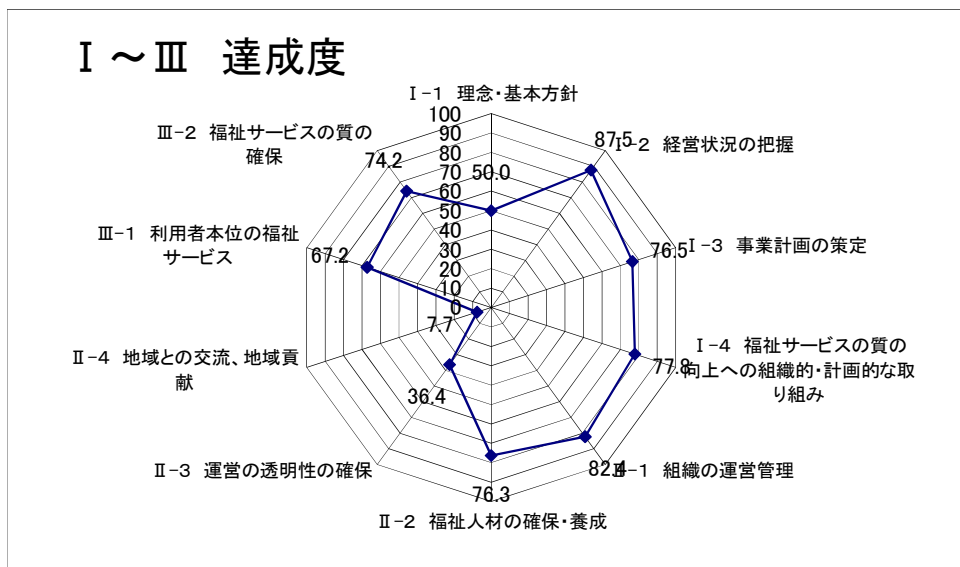 Ⅰ～Ⅲ 達成度
Ⅰ-1 理念・基本方針
100
90
80
70
60
50
40
30
20
10
0
50.0
87.5
Ⅰ-2 経営状況の把握
76.5
Ⅰ-3 事業計画の策定
77.8
Ⅰ-4 福祉サービスの質の
向上への組織的・計画的な取
り組み
82.4
Ⅱ-1 組織の運営管理
76.3
Ⅱ-2 福祉人材の確保・養成
36.4
Ⅱ-3 運営の透明性の確保
7.7
Ⅱ-4 地域との交流、地域貢
献
67.2
Ⅲ-1 利用者本位の福祉
サービス
74.2
Ⅲ-2 福祉サービスの質の
確保